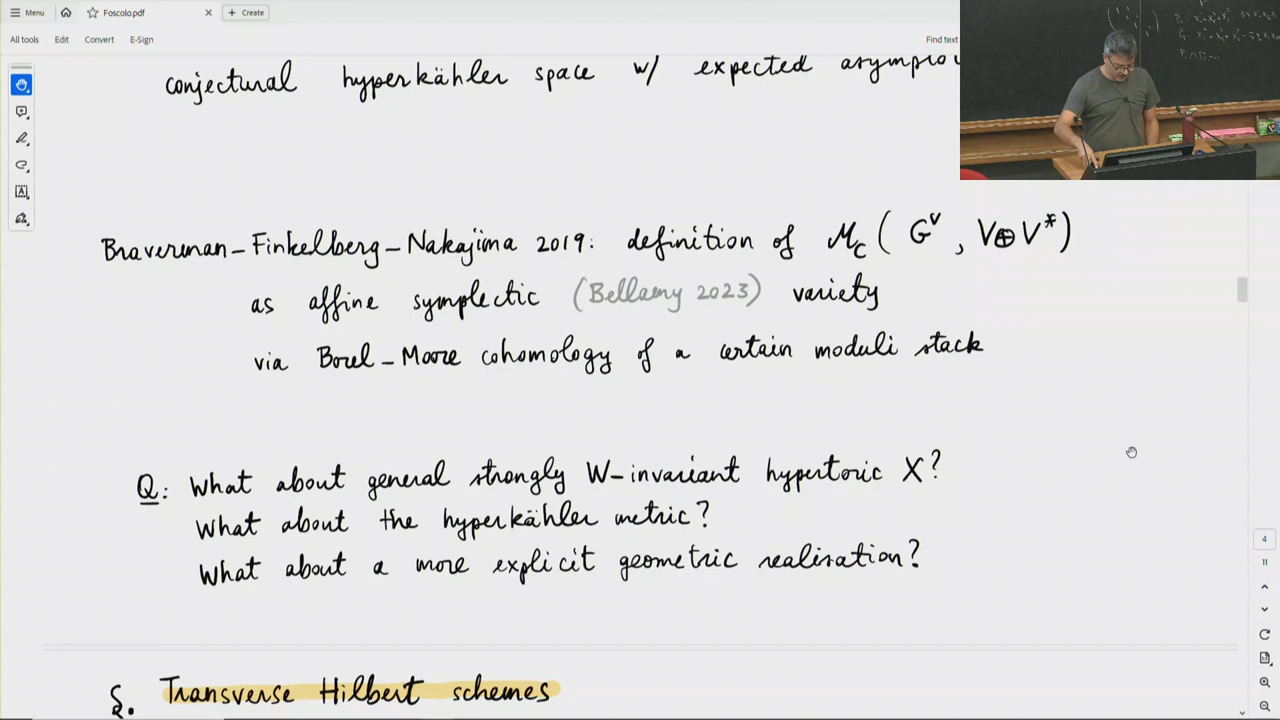 Menu
Foscolo.pdf
+ Create
All tools Edit Convert E-Sign
Find text
conjectural hyperkähler space w/ expected
Braverman–Finkelberg–Nakajima 2019: definition of M_C ( G^v , V⊕V* )
as affine symplectic (Bellamy 2023) variety
via Borel–Moore cohomology of a certain moduli stack
Q: What about general strongly W-invariant hypertoric X?
What about the hyperkähler metric?
What about a more explicit geometric realisation?
4
11
§. Transverse Hilbert schemes